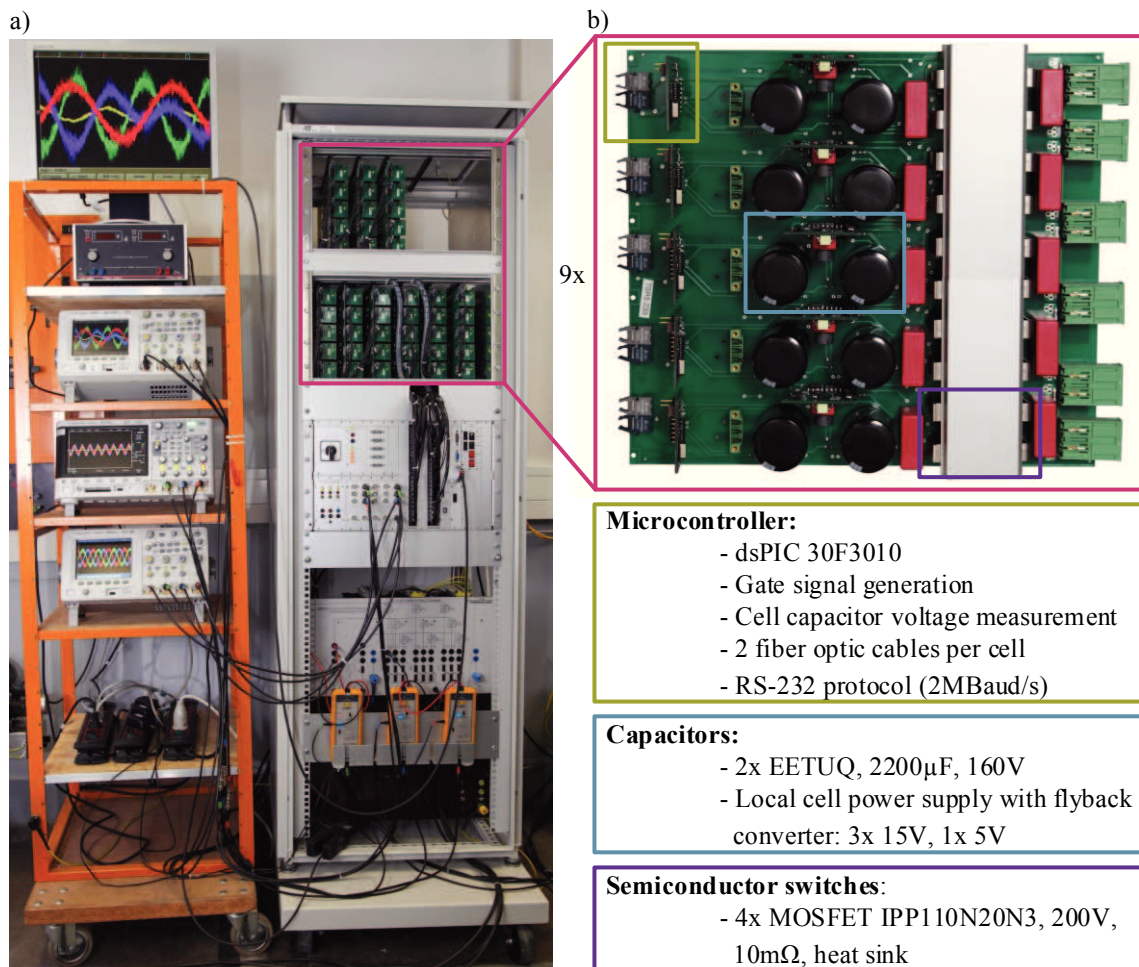 a)
b)
9x
Microcontroller:
- dsPIC 30F3010
- Gate signal generation
- Cell capacitor voltage measurement
- 2 fiber optic cables per cell
- RS-232 protocol (2MBaud/s)
Capacitors:
- 2x EETUQ, 2200µF, 160V
- Local cell power supply with flyback
converter: 3x 15V, 1x 5V
Semiconductor switches:
- 4x MOSFET IPP110N20N3, 200V,
10mΩ, heat sink